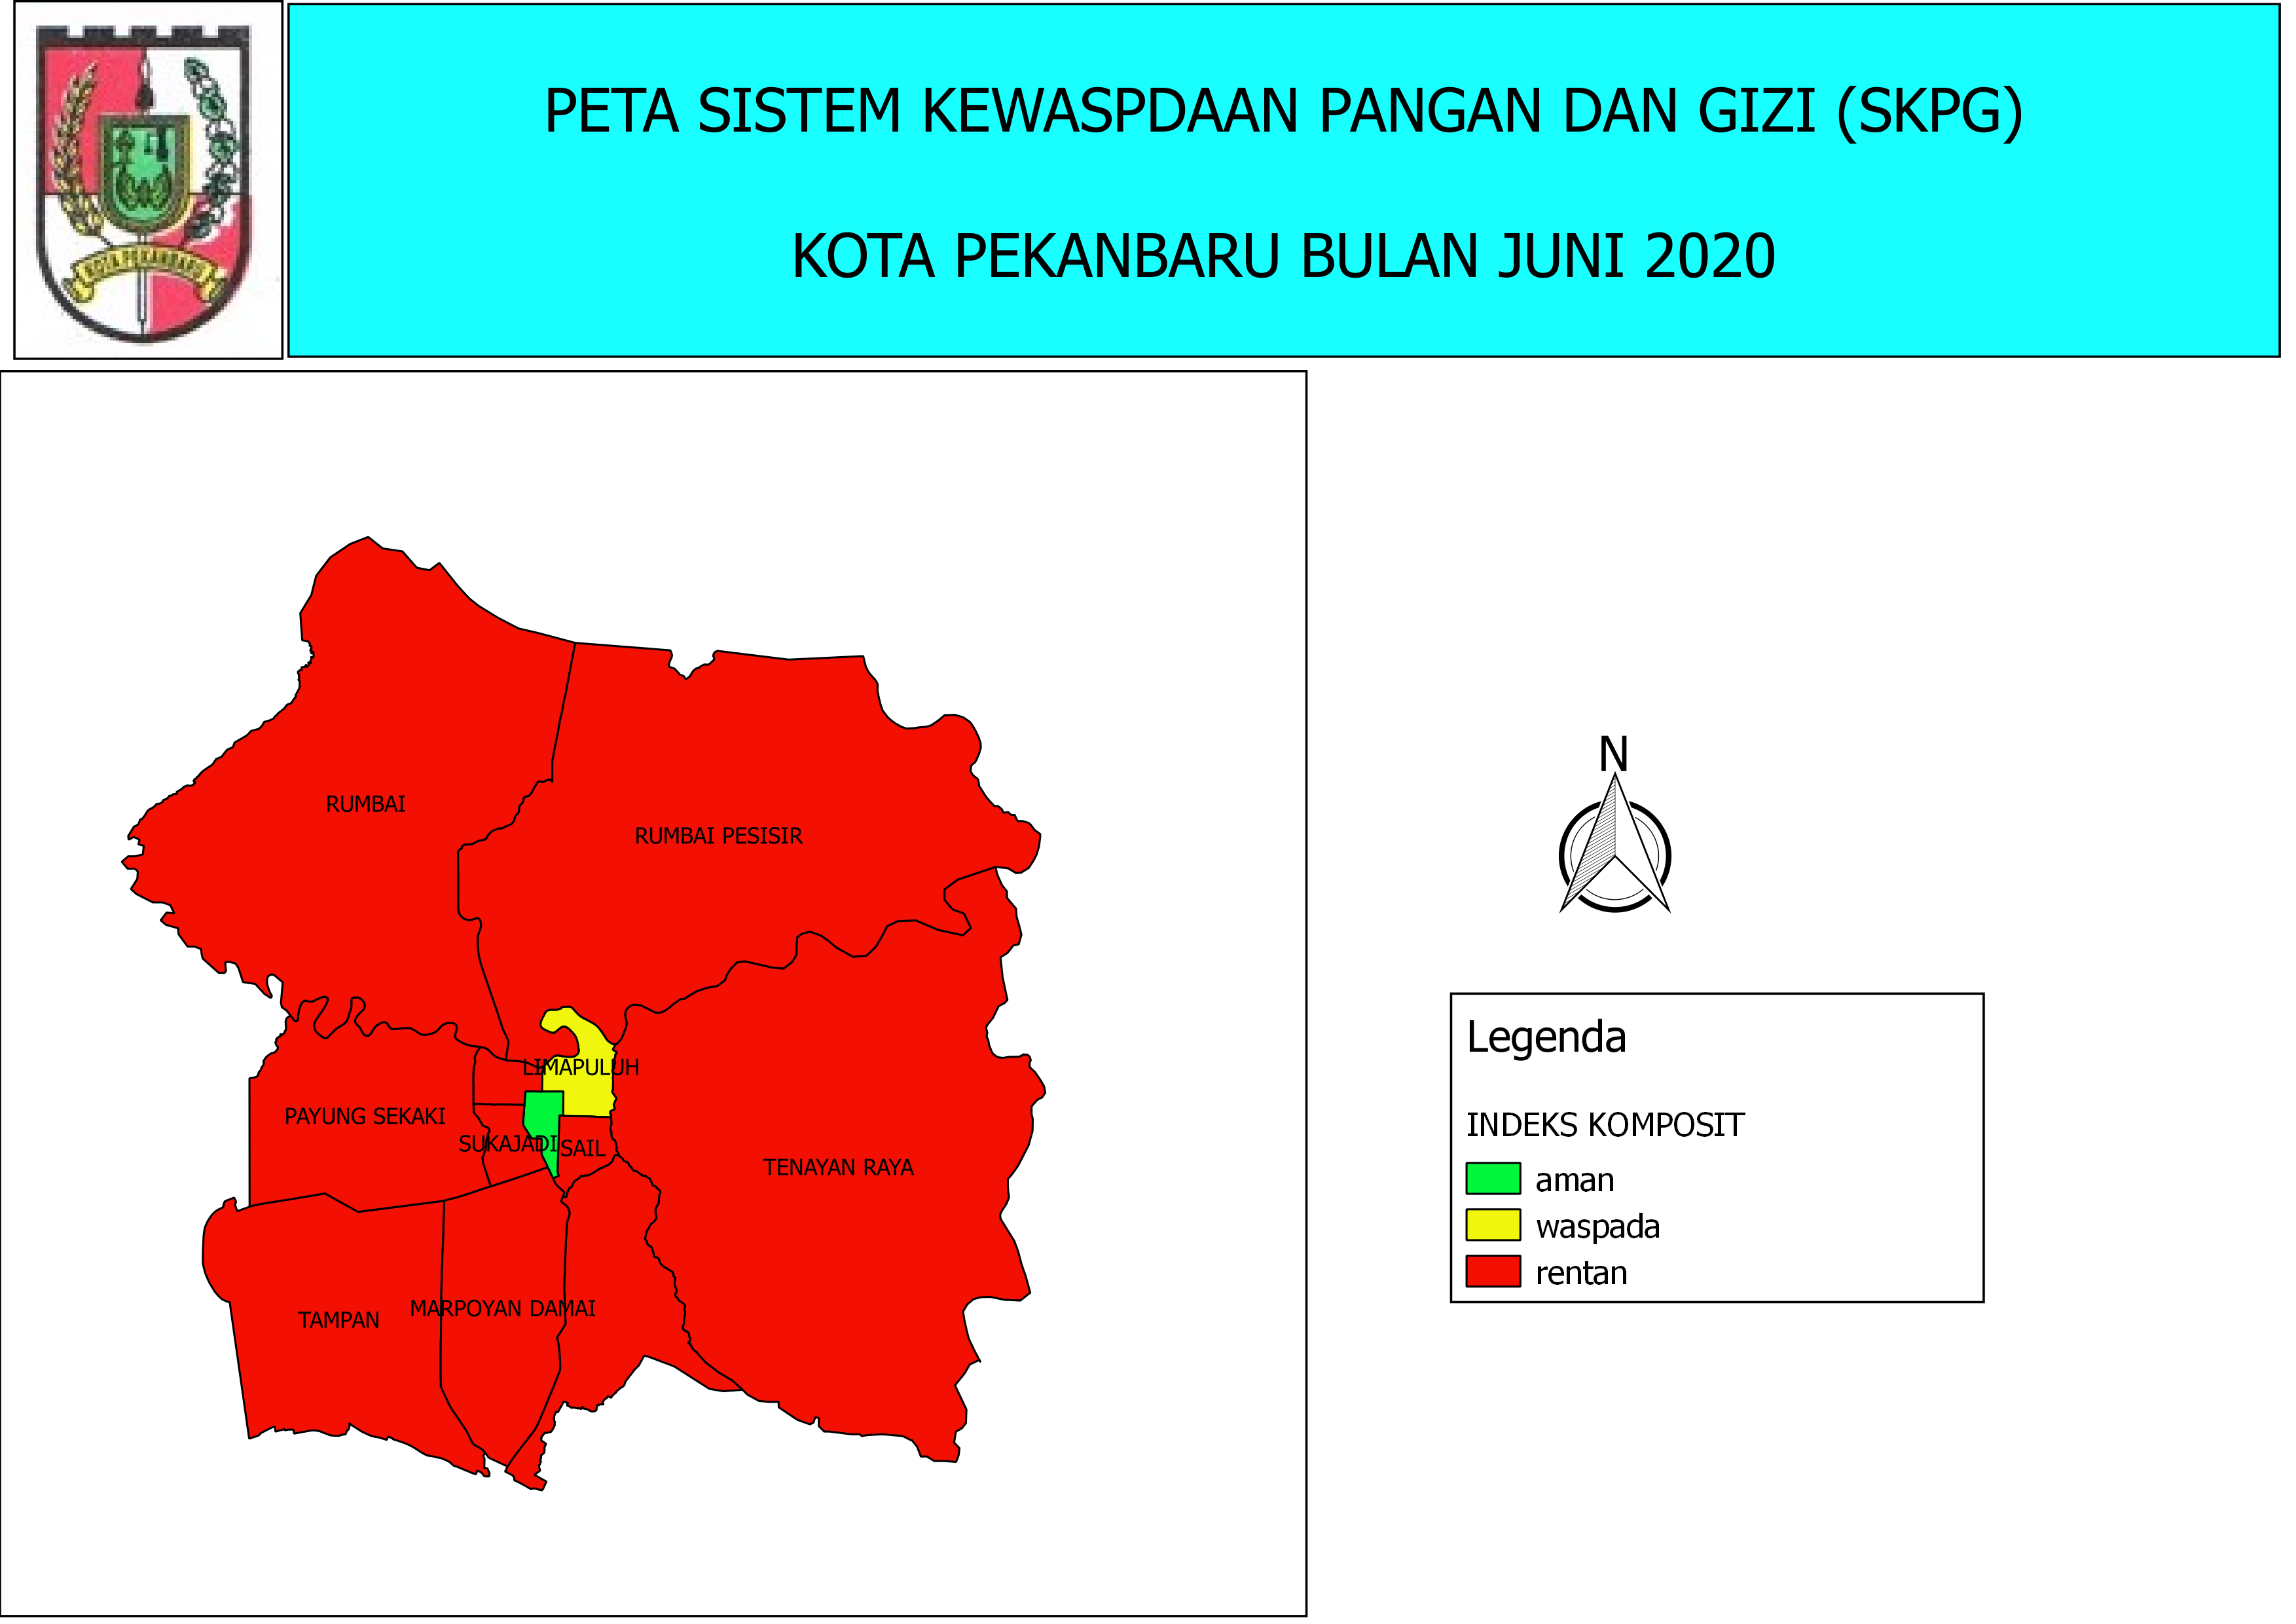 KOTA PEKANBARU
PETA SISTEM KEWASPDAAN PANGAN DAN GIZI (SKPG)
KOTA PEKANBARU BULAN JUNI 2020
RUMBAI
RUMBAI PESISIR
LIMAPULUH
PAYUNG SEKAKI
SUKAJADI
SAIL
TENAYAN RAYA
MARPOYAN DAMAI
TAMPAN
N
Legenda
INDEKS KOMPOSIT
aman
waspada
rentan